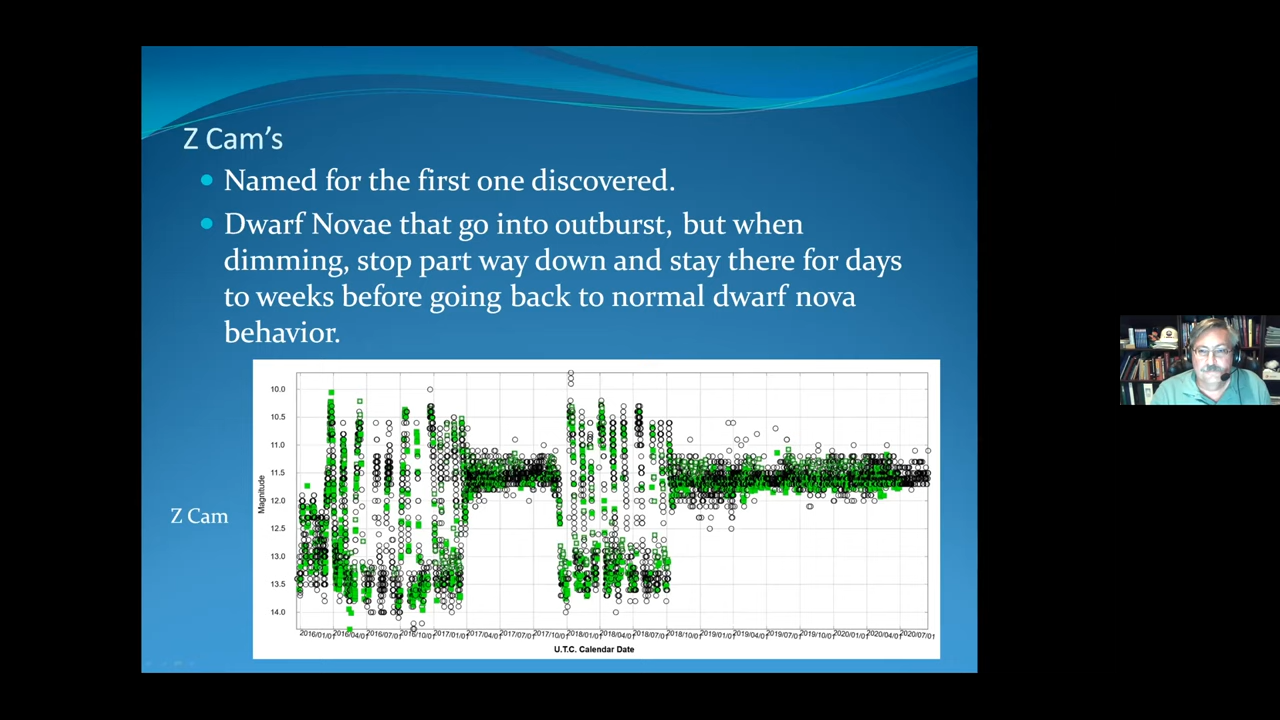 Z Cam's
Named for the first one discovered.
Dwarf Novae that go into outburst, but when
dimming, stop part way down and stay there for days
to weeks before going back to normal dwarf nova
behavior.
Z Cam
Magnitude
10.0
10.5
11.0
11.5
12.0
12.5
13.0
13.5
14.0
2016/01/01 2016/04/01 2016/07/01 2016/10/01 2017/01/01 2017/04/01 2017/07/01 2017/10/01 2018/01/01 2018/04/01 2018/07/01 2018/10/01 2019/01/01 2019/04/01 2019/07/01 2019/10/01 2020/01/01 2020/04/01 2020/07/01
U.T.C. Calendar Date